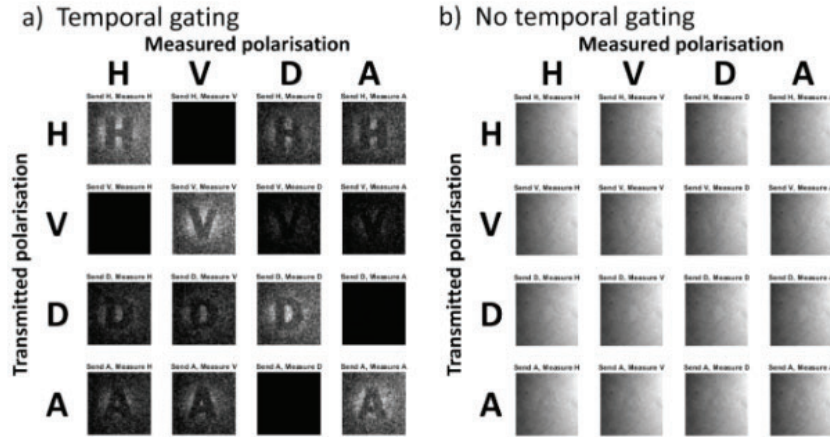 a) Temporal gating
Measured polarisation
H V D A
Transmitted polarisation
H
Send H, Measure H
Send H, Measure V
Send H, Measure D
Send H, Measure A
H
H
H
V
Send V, Measure H
Send V, Measure V
Send V, Measure D
Send V, Measure A
V
V
V
D
Send D, Measure H
Send D, Measure V
Send D, Measure D
Send D, Measure A
D
D
D
A
Send A, Measure H
Send A, Measure V
Send A, Measure D
Send A, Measure A
A
A
A
b) No temporal gating
Measured polarisation
H V D A
Transmitted polarisation
H
Send H, Measure H
Send H, Measure V
Send H, Measure D
Send H, Measure
V
Send V, Measure H
Send V, Measure V
Send V, Measure D
Send V, Measure
D
Send D, Measure H
Send D, Measure V
Send D, Measure D
Send D, Measure
A
Send A, Measure H
Send A, Measure V
Send A, Measure D
Send A, Measure